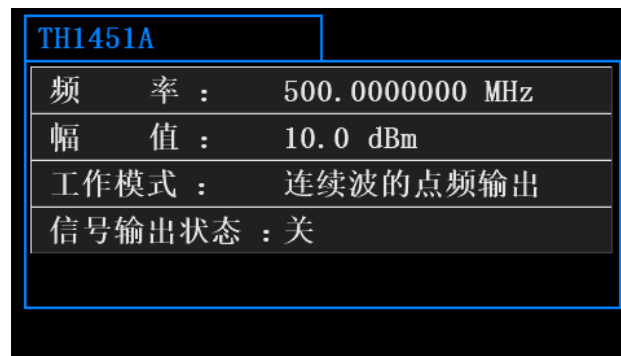 TH1451A
频 率 : 500.0000000 MHz
幅 值 : 10.0 dBm
工作模式 : 连续波的点频输出
信号输出状态 : 关